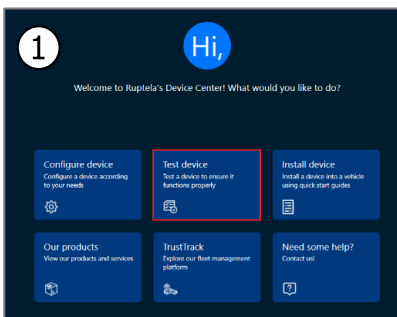 1
Hi,
Welcome to Ruptela's Device Center! What would you like to do?
Configure device
Configure a device according
to your needs
Test device
Test a device to ensure it
functions properly
Install device
Install a device into a vehicle
using quick start guides
Our products
View our products and services
TrustTrack
Explore our fleet management
platform
Need some help?
Contact us!